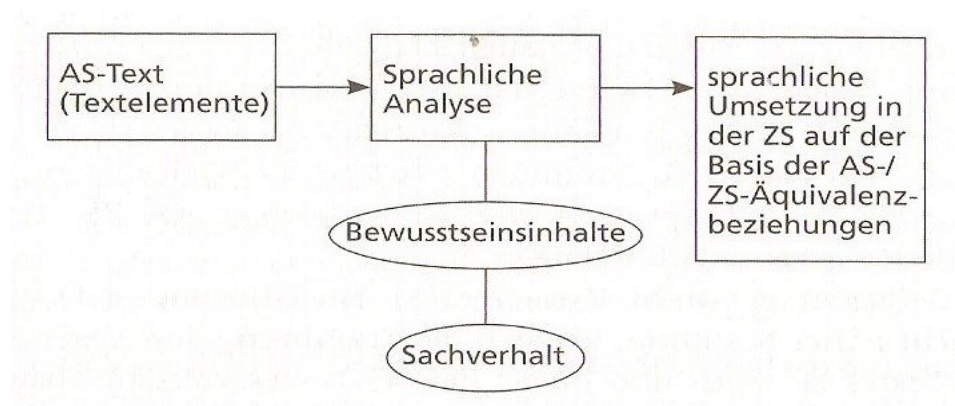 AS-Text
(Textelemente)
Sprachliche
Analyse
sprachliche
Umsetzung in
der ZS auf der
Basis der AS-/
ZS-Äquivalenz-
beziehungen
Bewusstseinsinhalte
Sachverhalt